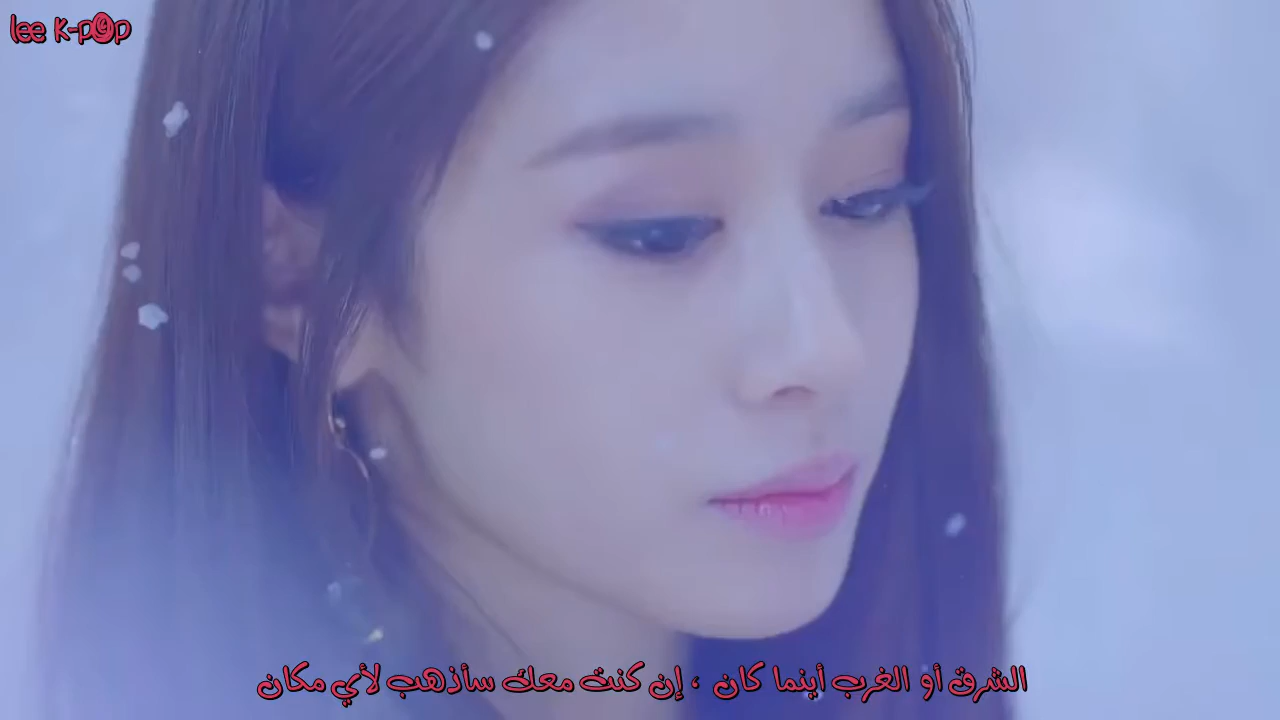 lee K-pop
الشرق أو الغرب أينما كان ، إن كنت معك سأذهب لأي مكان